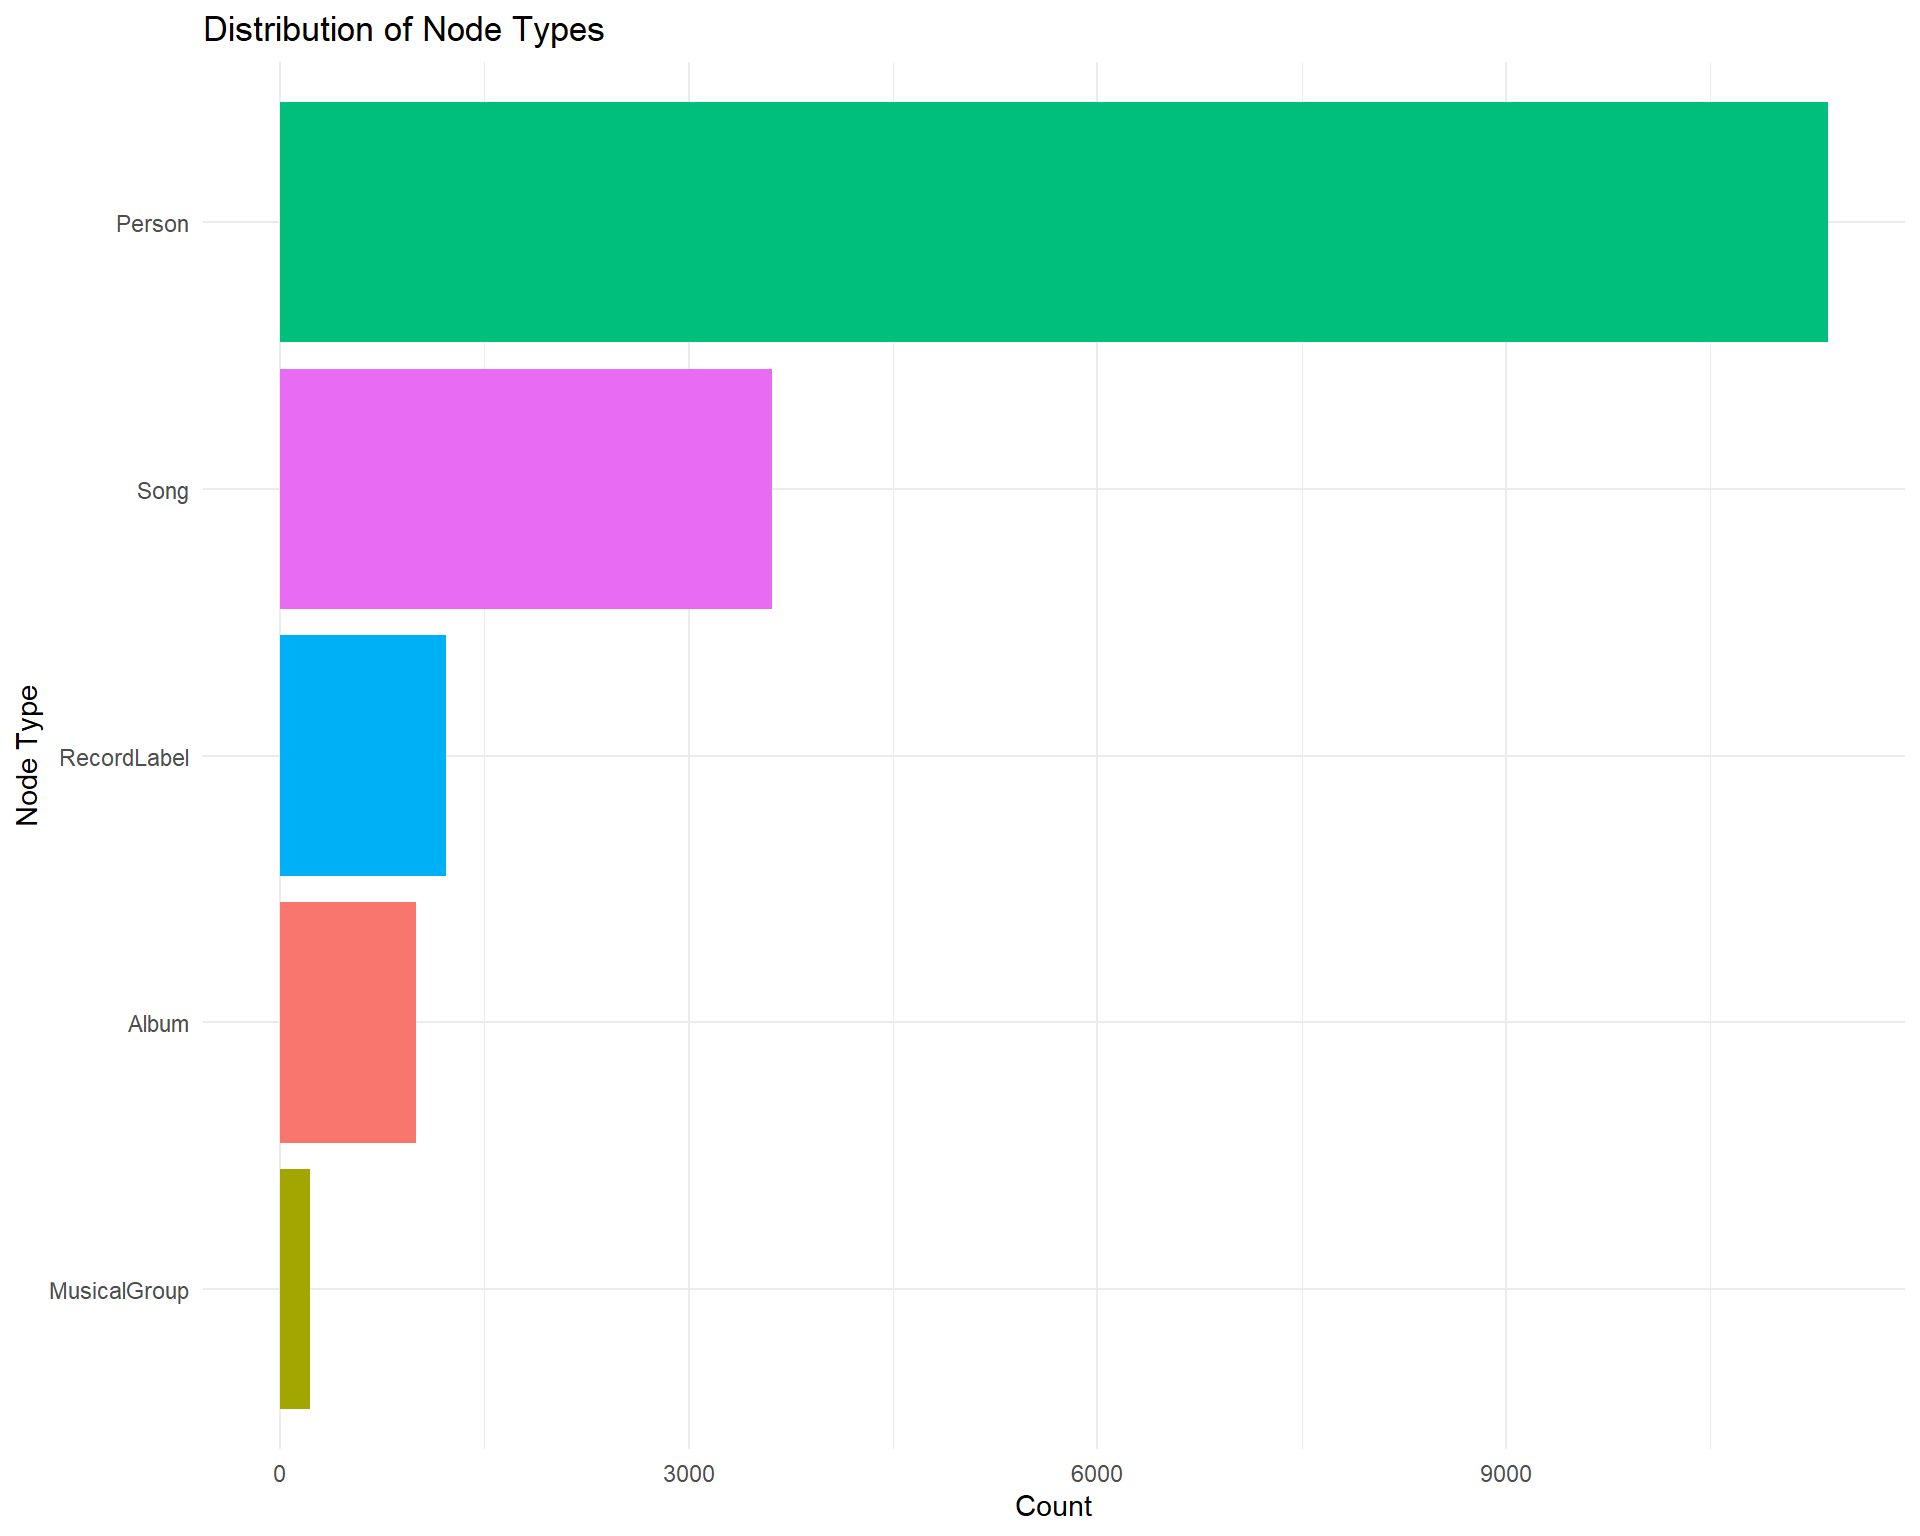 Distribution of Node Types
Node Type
Person
Song
RecordLabel
Album
MusicalGroup
0
3000
6000
9000
Count